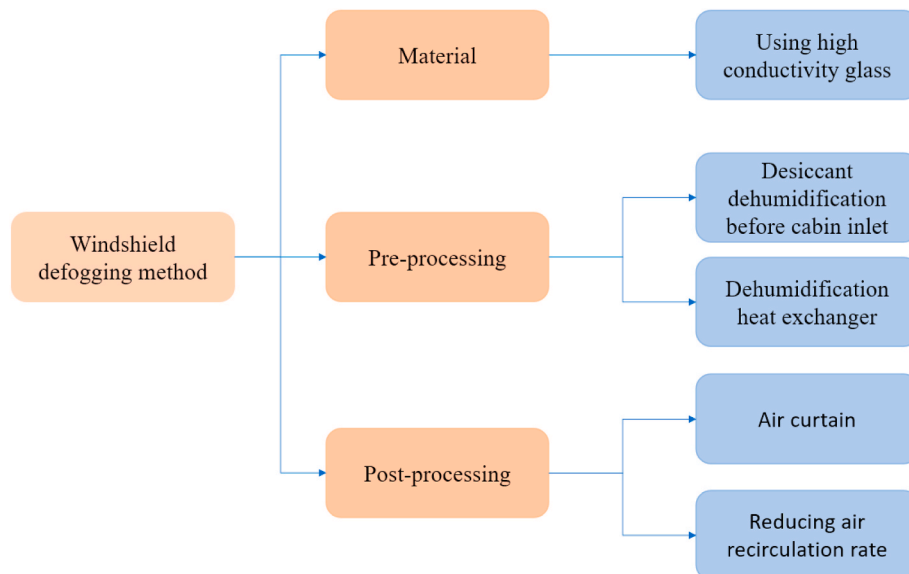 Windshield
defogging method
Material
Using high
conductivity glass
Pre-processing
Desiccant
dehumidification
before cabin inlet
Dehumidification
heat exchanger
Post-processing
Air curtain
Reducing air
recirculation rate